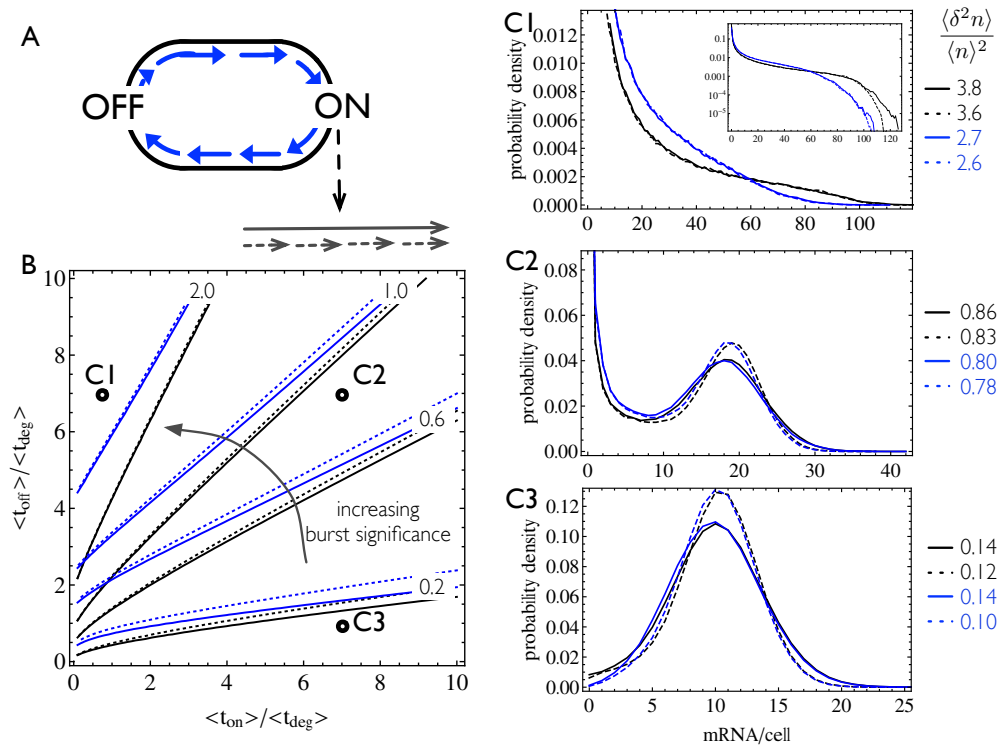 A
OFF
ON
B
10
8
6
4
2
0
0
2
4
6
8
10
<t_off>/<t_deg>
<t_on>/<t_deg>
2.0
1.0
0.6
0.2
C1
C2
C3
increasing
burst significance
C1
probability density
0.012
0.010
0.008
0.006
0.004
0.002
0.000
0 20 40 60 80 100
0.1
0.001
10⁻⁴
10⁻⁵
0 20 40 60 80 100 120
⟨δ²n⟩
⟨n⟩²
3.8
3.6
2.7
2.6
C2
probability density
0.08
0.06
0.04
0.02
0.00
0 10 20 30 40
0.86
0.83
0.80
0.78
C3
probability density
0.12
0.10
0.08
0.06
0.04
0.02
0.00
0 5 10 15 20 25
mRNA/cell
0.14
0.12
0.14
0.10